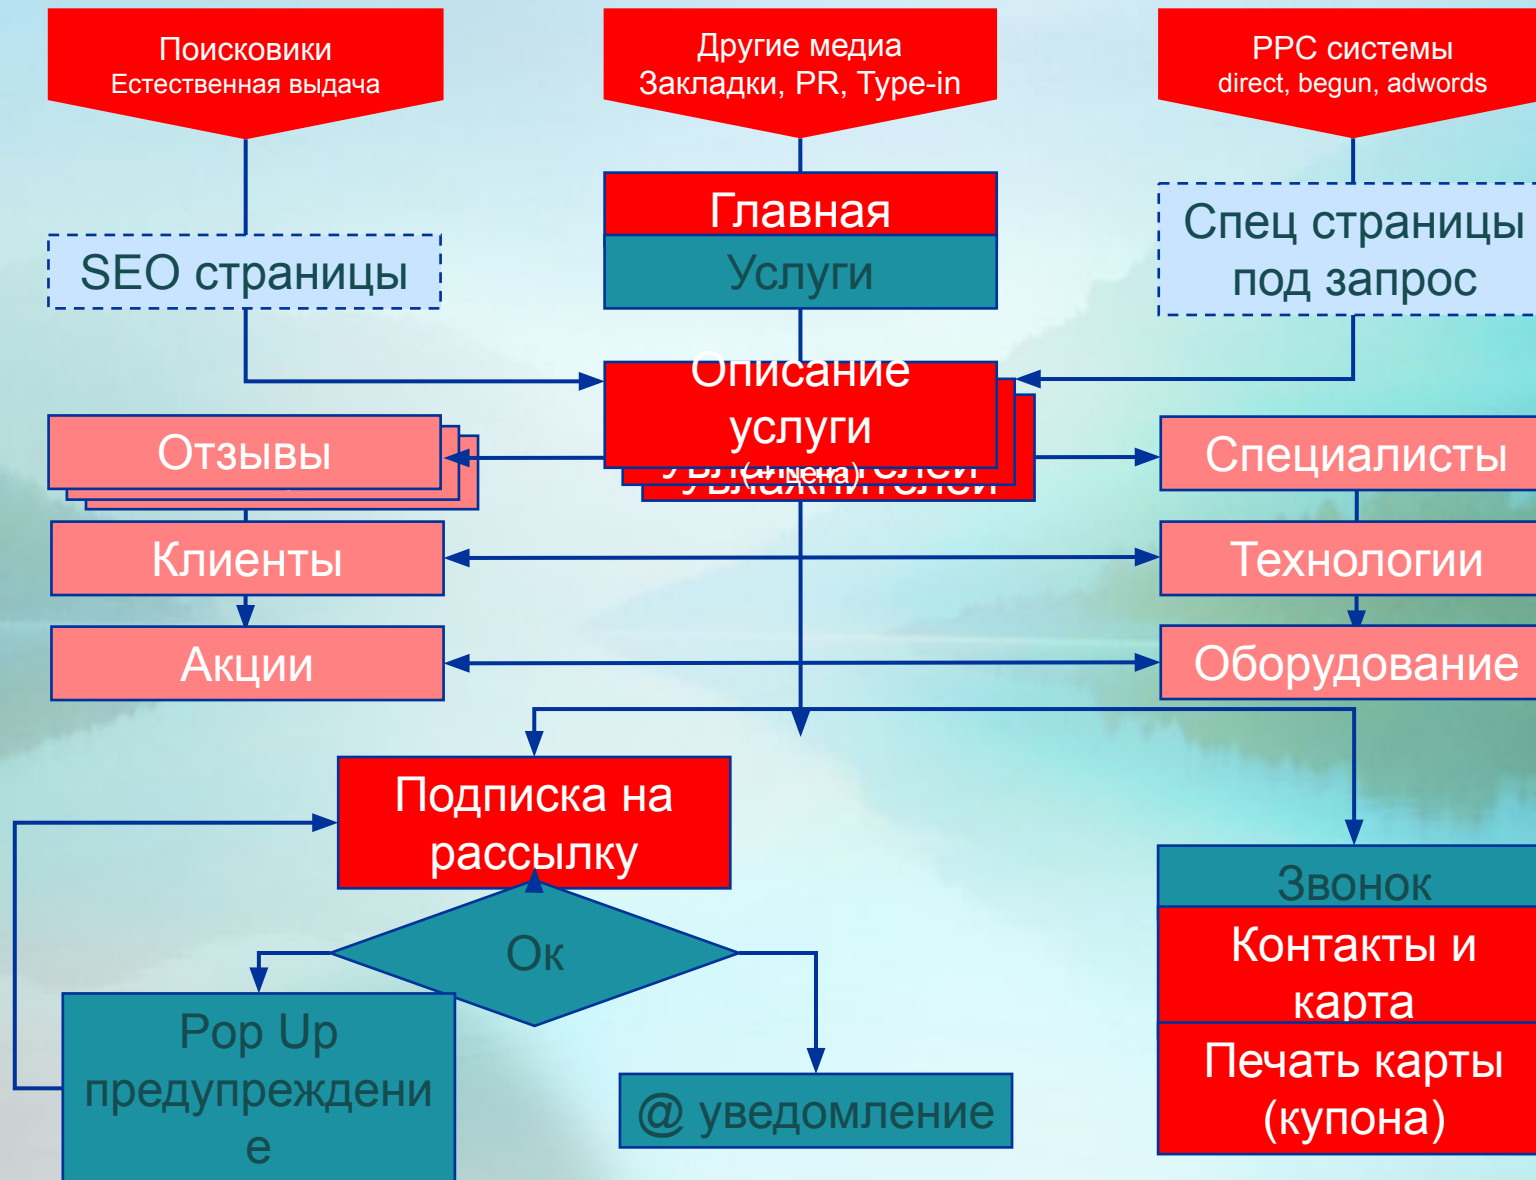 Поисковики
Естественная выдача
Другие медиа
Закладки, PR, Type-in
PPC системы
direct, begun, adwords
Главная
Услуги
SEO страницы
Спец страницы
под запрос
Описание
услуги
(+ цена)
Отзывы
Специалисты
Клиенты
Технологии
Акции
Оборудование
Подписка на
рассылку
Ок
Pop Up
предупреждени
е
@ уведомление
Звонок
Контакты и
карта
Печать карты
(купона)